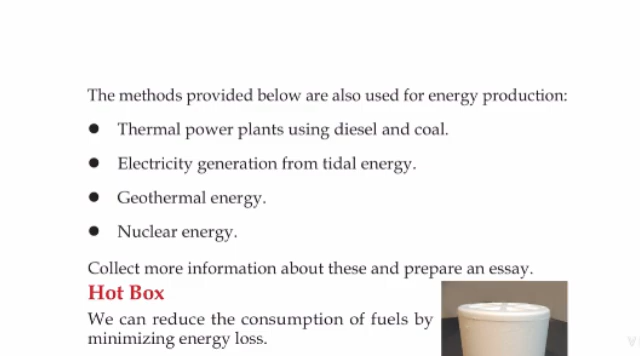 The methods provided below are also used for energy production:
● Thermal power plants using diesel and coal.
● Electricity generation from tidal energy.
● Geothermal energy.
● Nuclear energy.
Collect more information about these and prepare an essay.
Hot Box
We can reduce the consumption of fuels by
minimizing energy loss.